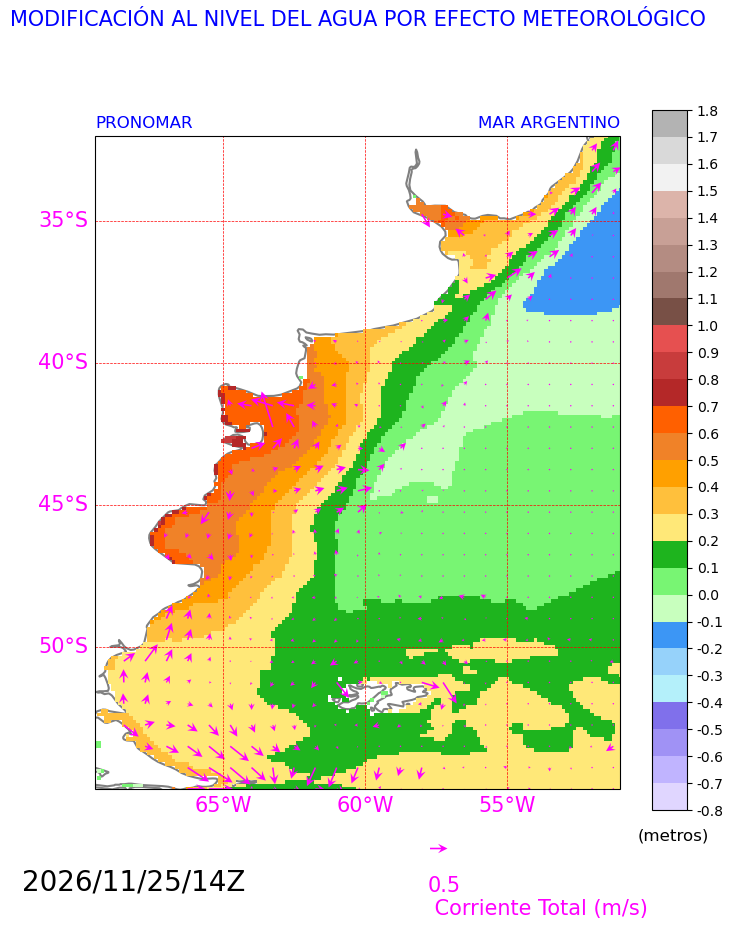 MODIFICACIÓN AL NIVEL DEL AGUA POR EFECTO METEOROLÓGICO
PRONOMAR
MAR ARGENTINO
35°S
40°S
45°S
50°S
65°W
60°W
55°W
1.8
1.7
1.6
1.5
1.4
1.3
1.2
1.1
1.0
0.9
0.8
0.7
0.6
0.5
0.4
0.3
0.2
0.1
0.0
-0.1
-0.2
-0.3
-0.4
-0.5
-0.6
-0.7
-0.8
(metros)
2026/11/25/14Z
0.5
Corriente Total (m/s)